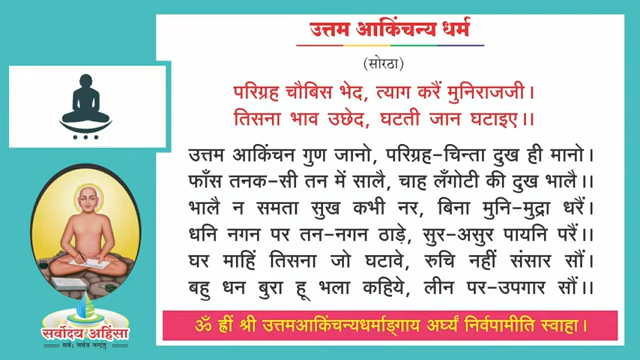 उत्तम आकिंचन्य धर्म
(सोरठा)
परिग्रह चौबिस भेद, त्याग करैं मुनिराजजी।
तिसना भाव उछेद, घटती जान घटाइए।।
उत्तम आकिंचन गुण जानो, परिग्रह-चिन्ता दुख ही मानो।
फाँस तनक-सी तन में सालै, चाह लँगोटी की दुख भालै।।
भालै न समता सुख कभी नर, बिना मुनि-मुद्रा धरैं।
धनि नगन पर तन-नगन ठाड़े, सुर-असुर पायनि परैं।।
घर माहिं तिसना जो घटावे, रुचि नहीं संसार सौं।
बहु धन बुरा हू भला कहिये, लीन पर-उपगार सौं।।
ॐ ह्रीं श्री उत्तमआकिंचन्यधर्माङ्गाय अर्घ्यं निर्वपामीति स्वाहा।
सर्वोदय अहिंसा